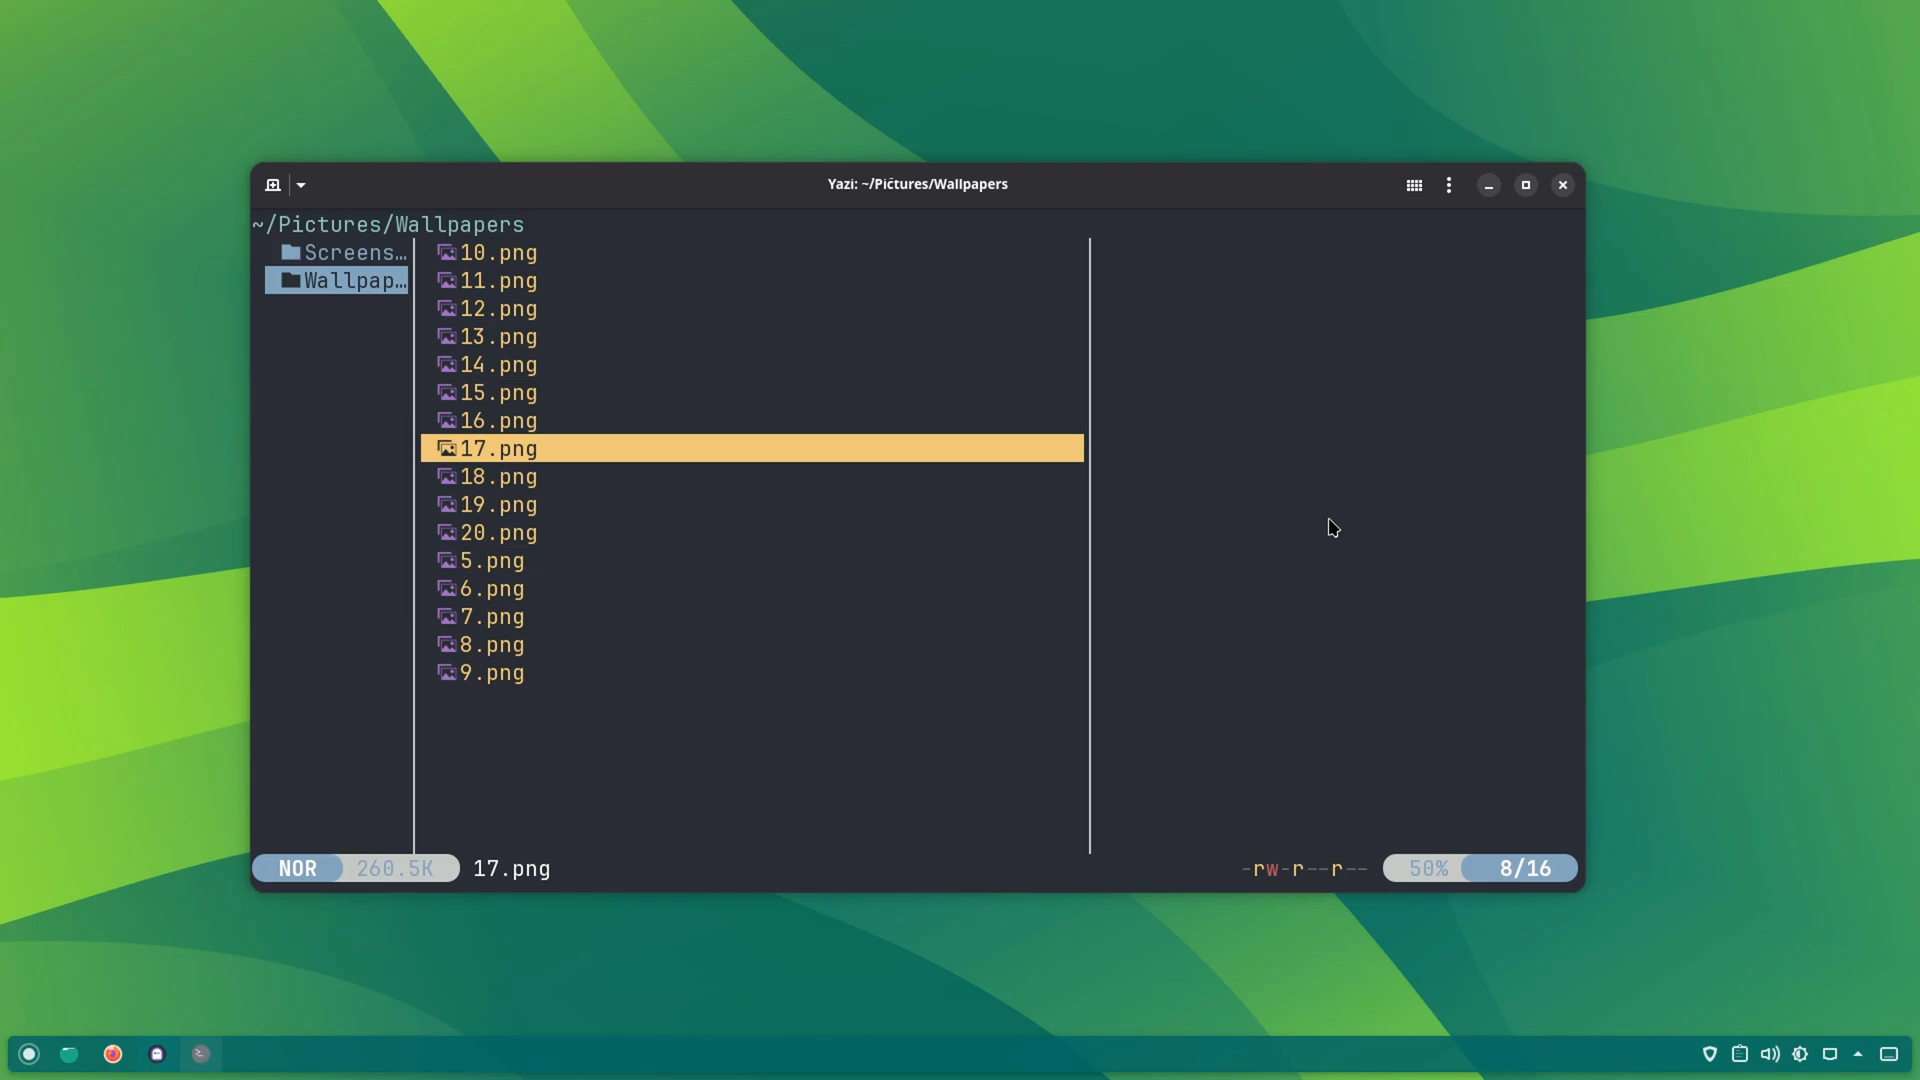 Yazi: ~/Pictures/Wallpapers
~/Pictures/Wallpapers
Screens…
Wallpap…
10.png
11.png
12.png
13.png
14.png
15.png
16.png
17.png
18.png
19.png
20.png
5.png
6.png
7.png
8.png
9.png
NOR 260.5K 17.png -rw-r--r-- 50% 8/16